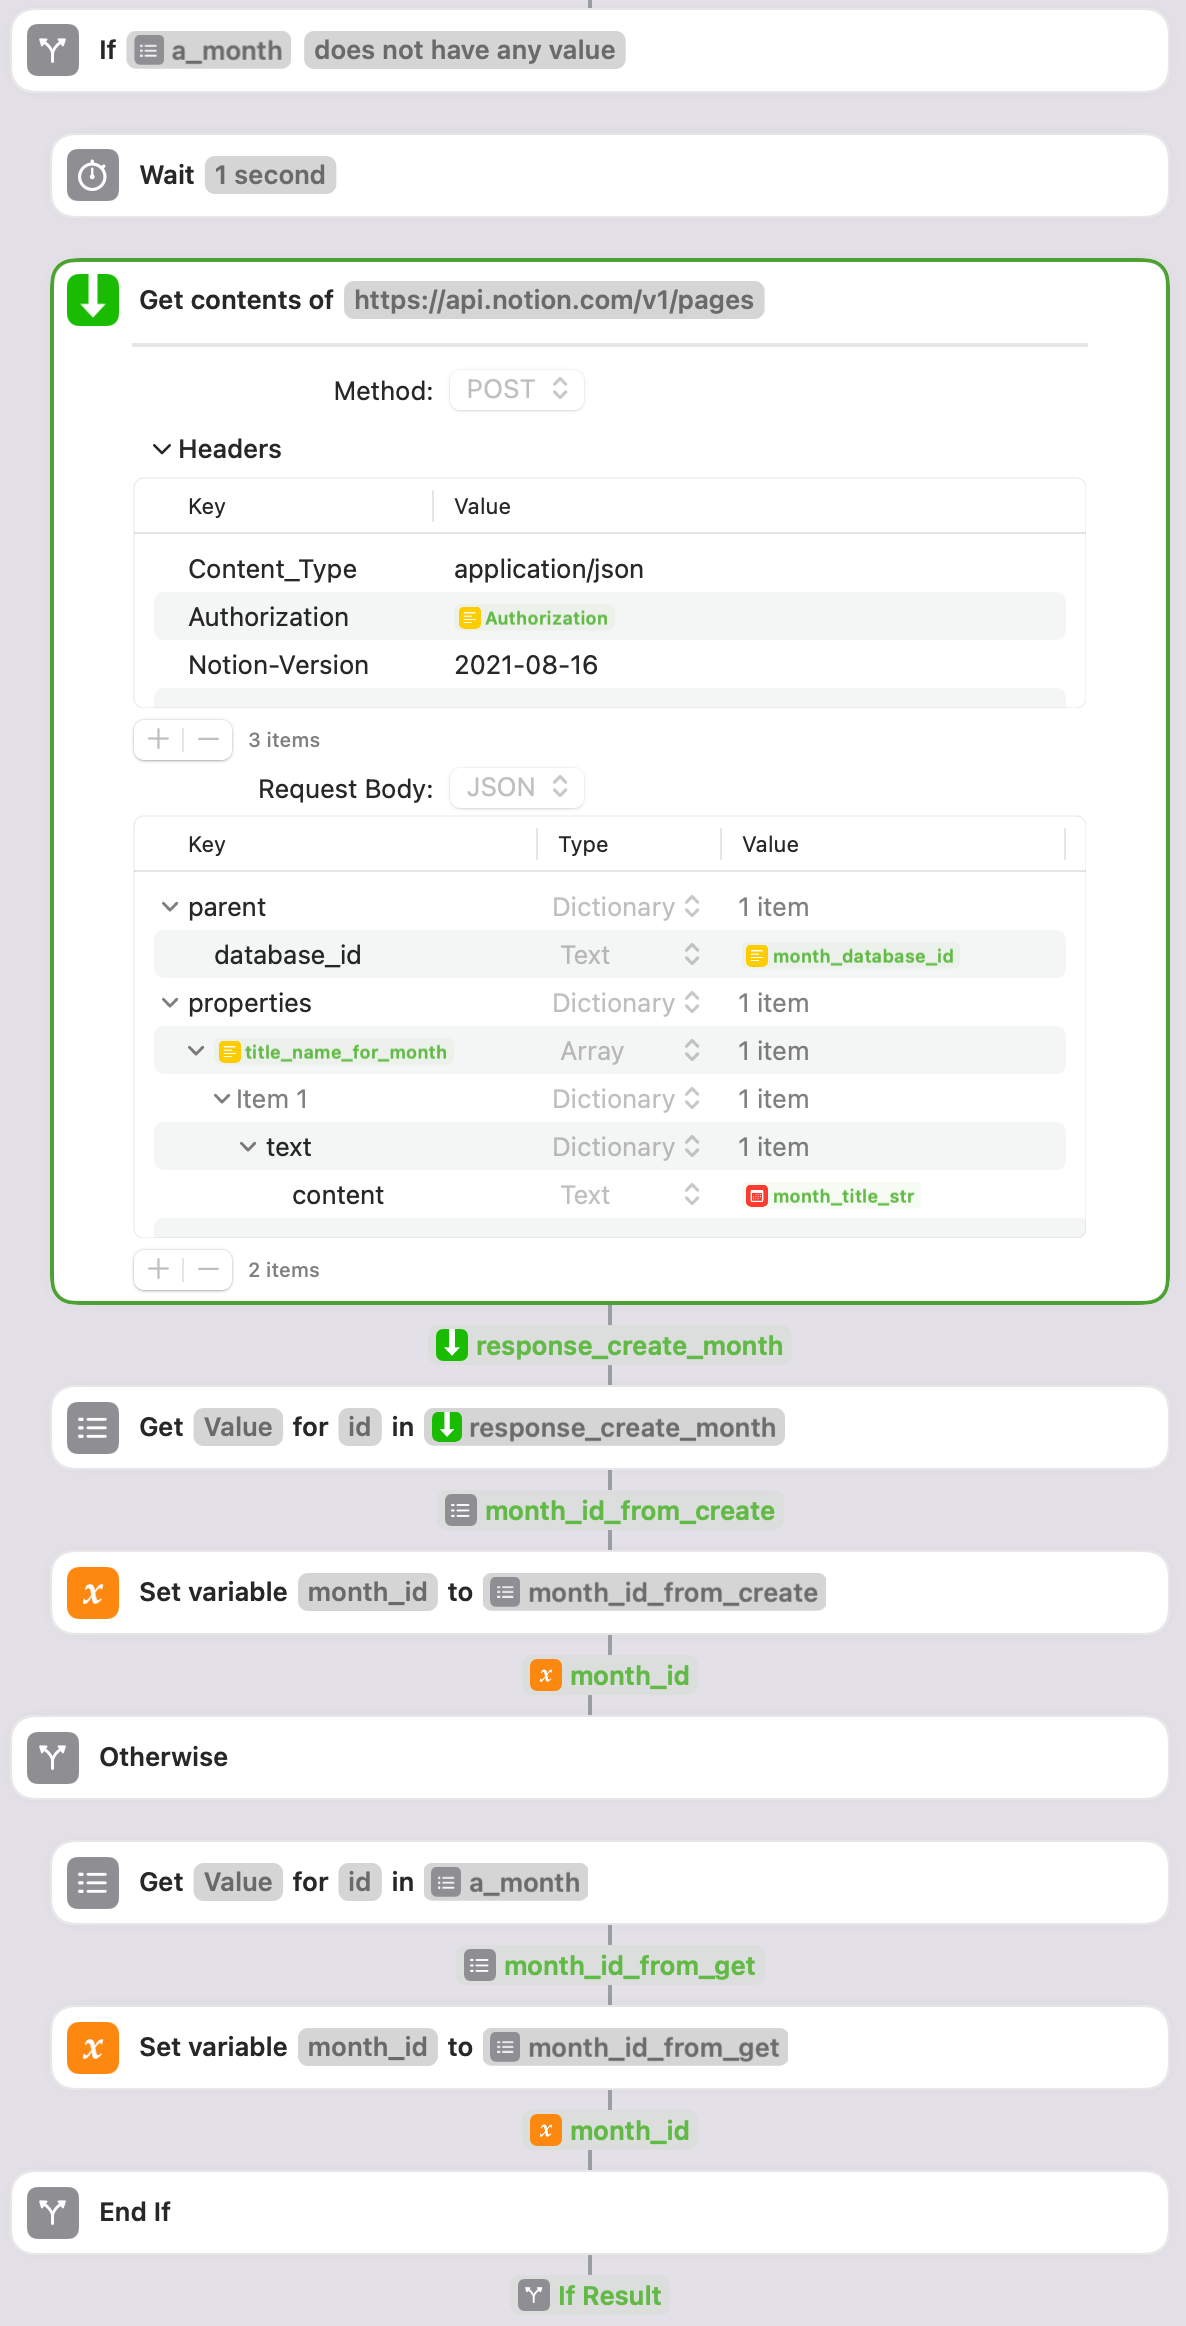 If a_month does not have any value
Wait 1 second
Get contents of https://api.notion.com/v1/pages
Method: POST
Headers
Key Value
Content_Type application/json
Authorization Authorization
Notion-Version 2021-08-16
3 items
Request Body: JSON
Key Type Value
parent Dictionary 1 item
database_id Text month_database_id
properties Dictionary 1 item
title_name_for_month Array 1 item
Item 1 Dictionary 1 item
text Dictionary 1 item
content Text month_title_str
2 items
response_create_month
Get Value for id in response_create_month
month_id_from_create
Set variable month_id to month_id_from_create
month_id
Otherwise
Get Value for id in a_month
month_id_from_get
Set variable month_id to month_id_from_get
month_id
End If
If Result